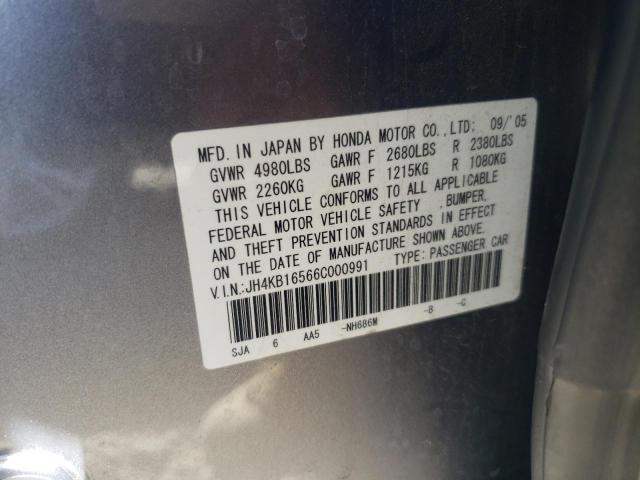 MFD. IN JAPAN BY HONDA MOTOR CO.,LTD: 09/'05
GVWR 4980LBS GAWR F 2680LBS R 2380LBS
GVWR 2260KG GAWR F 1215KG R 1080KG
THIS VEHICLE CONFORMS TO ALL APPLICABLE
FEDERAL MOTOR VEHICLE SAFETY ,BUMPER,
AND THEFT PREVENTION STANDARDS IN EFFECT
ON THE DATE OF MANUFACTURE SHOWN ABOVE.
V.I.N.:JH4KB16566C000991 TYPE: PASSENGER CAR
SJA 6 AA5 -NH686M -B -C